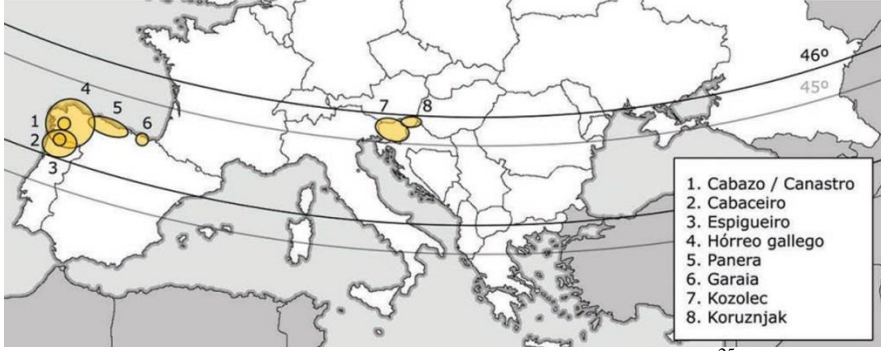 46º
45º
4
5
6
1
2
3
7
8
1. Cabazo / Canastro
2. Cabaceiro
3. Espigueiro
4. Hórreo gallego
5. Panera
6. Garaia
7. Kozolec
8. Koruznjak